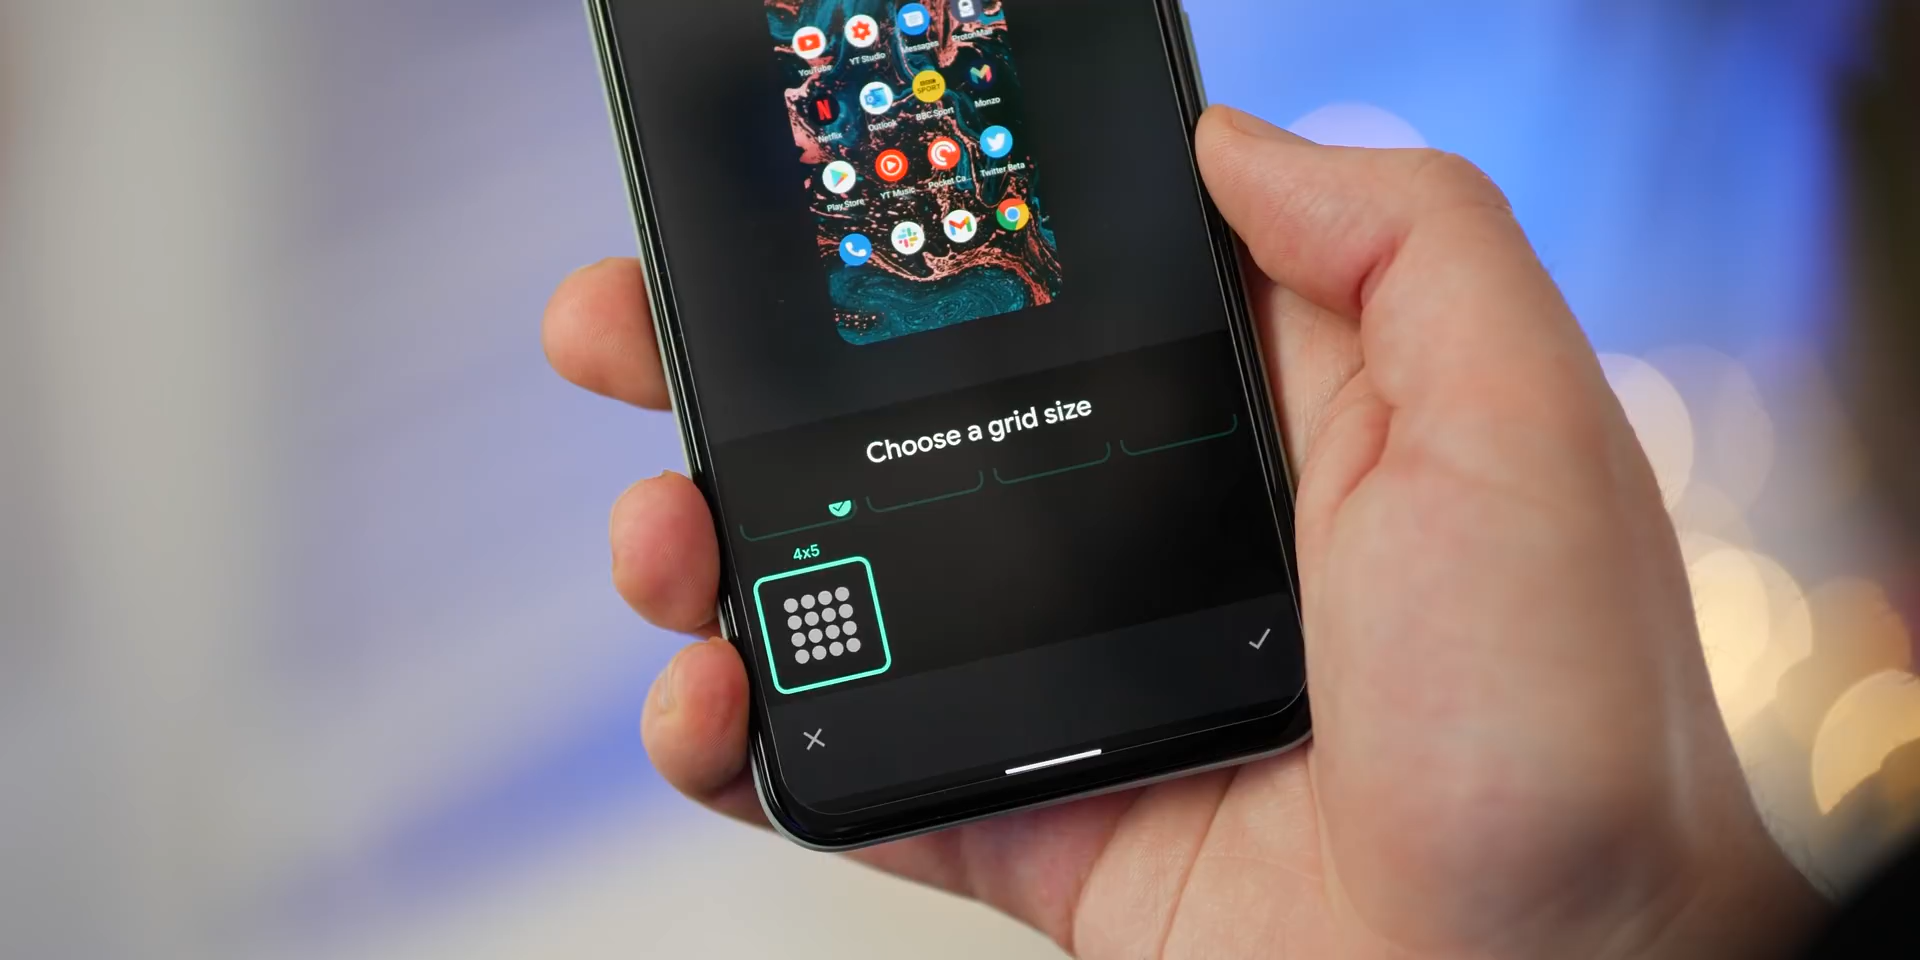 YouTube
YT Studio
Messages
ProtonMail
Netflix
Outlook
BBC Sport
Monzo
Play Store
YT Music
Pocket Ca...
Twitter Beta
Choose a grid size
4x5